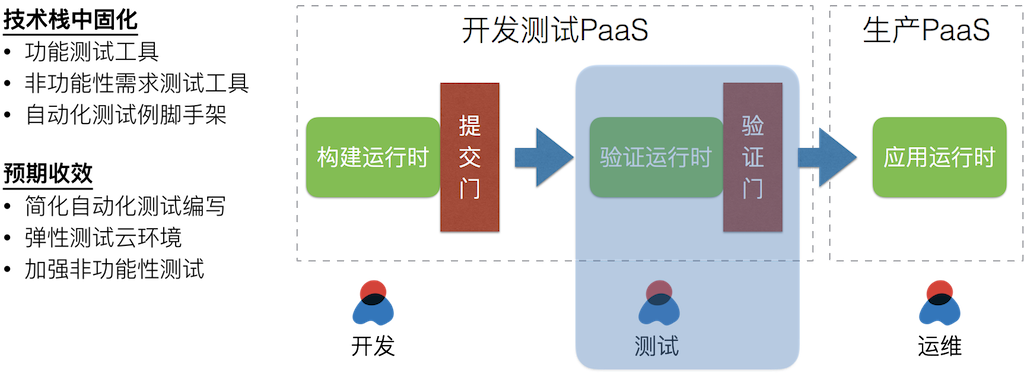 技术栈中固化
• 功能测试工具
• 非功能性需求测试工具
• 自动化测试例脚手架
预期收效
• 简化自动化测试编写
• 弹性测试云环境
• 加强非功能性测试
开发测试PaaS
生产PaaS
构建运行时
提交门
验证运行时
验证门
应用运行时
开发
测试
运维